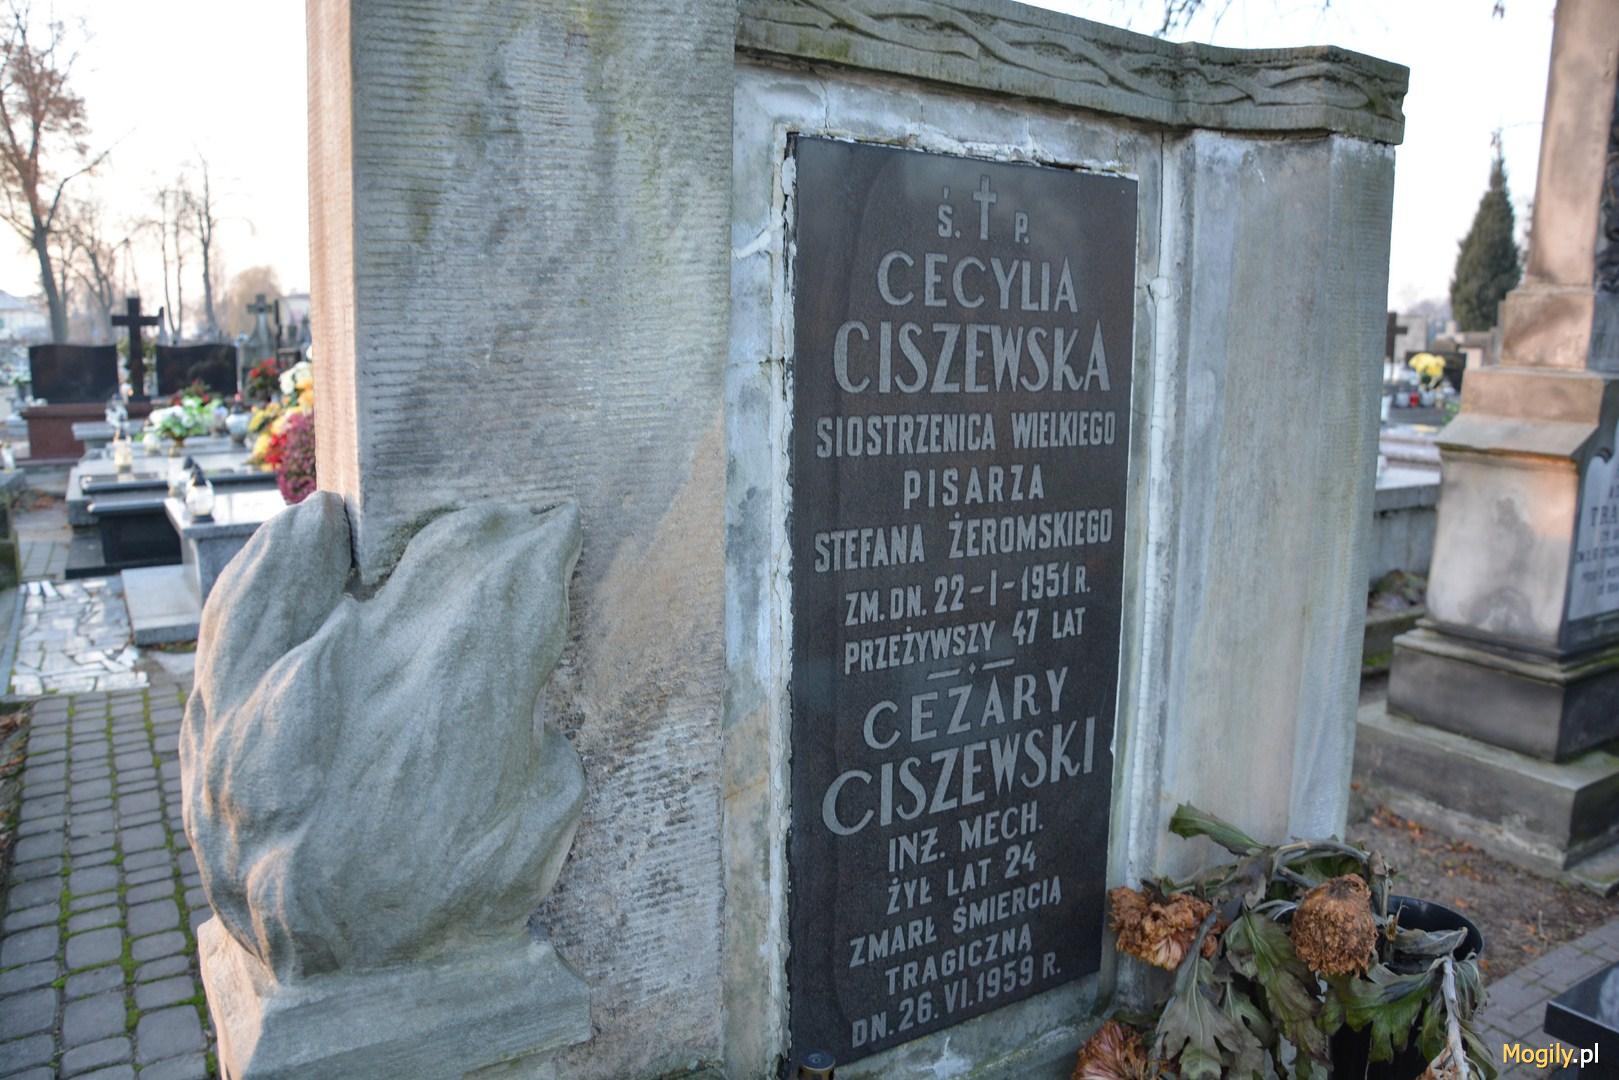 Ś. P.
CECYLIA
CISZEWSKA
SIOSTRZENICA WIELKIEGO
PISARZA
STEFANA ŻEROMSKIEGO
ZM. DN. 22-I-1951 R.
PRZEŻYWSZY 47 LAT
CEZARY
CISZEWSKI
INŻ. MECH.
ŻYŁ LAT 24
ZMARŁ ŚMIERCIĄ
TRAGICZNĄ
DN. 26.VI.1959 R.
Mogily.pl